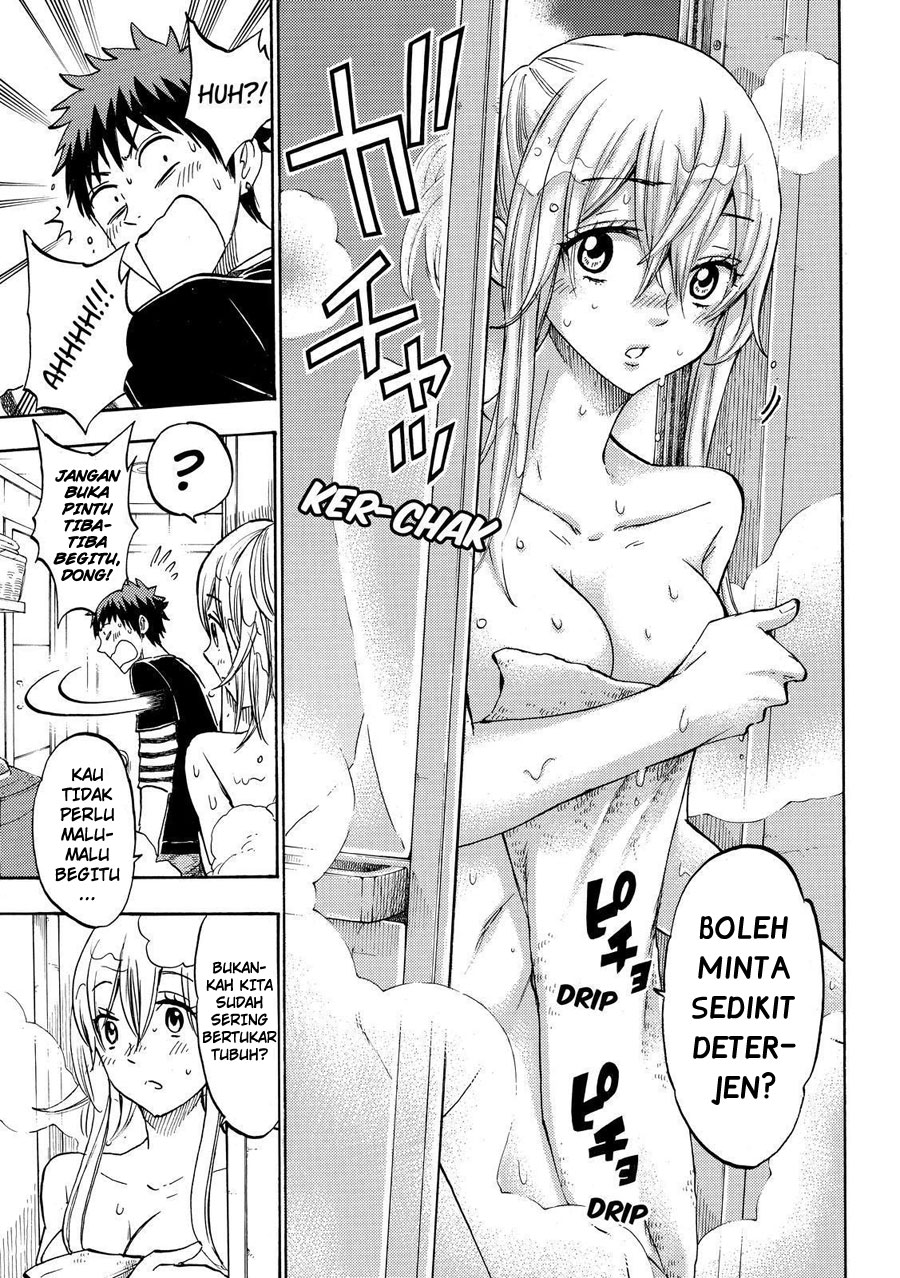 ガチャッ
KER-CHAK
BOLEH
MINTA
SEDIKIT
DETER-
JEN?
ピチョ
DRIP
ピチョ
DRIP
HUH?!
AHHHH!!!
?
JANGAN
BUKA
PINTU
TIBA-
TIBA
BEGITU,
DONG!
KAU
TIDAK
PERLU
MALU-
MALU
BEGITU
...
BUKAN-
KAH KITA
SUDAH
SERING
BERTUKAR
TUBUH?